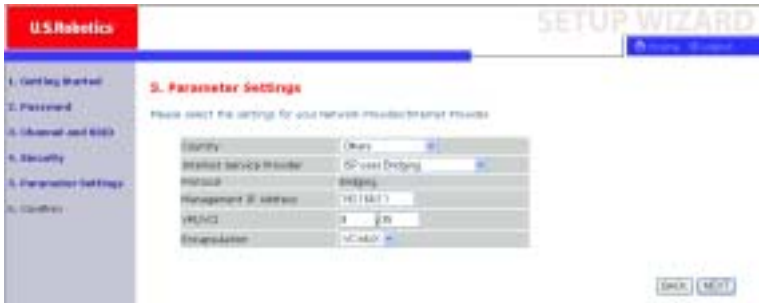 U.S.Robotics
SETUP WIZARD
1. Getting Started
2. Password
3. Channel and SSID
4. Security
5. Parameter Settings
6. Confirm
5. Parameter Settings
Please select the settings for your Network Provider/Internet Provider
Country Others
Internet Service Provider ISP uses Bridging
Protocol Bridging
Management IP Address
VPI/VCI
Encapsulation
BACK NEXT